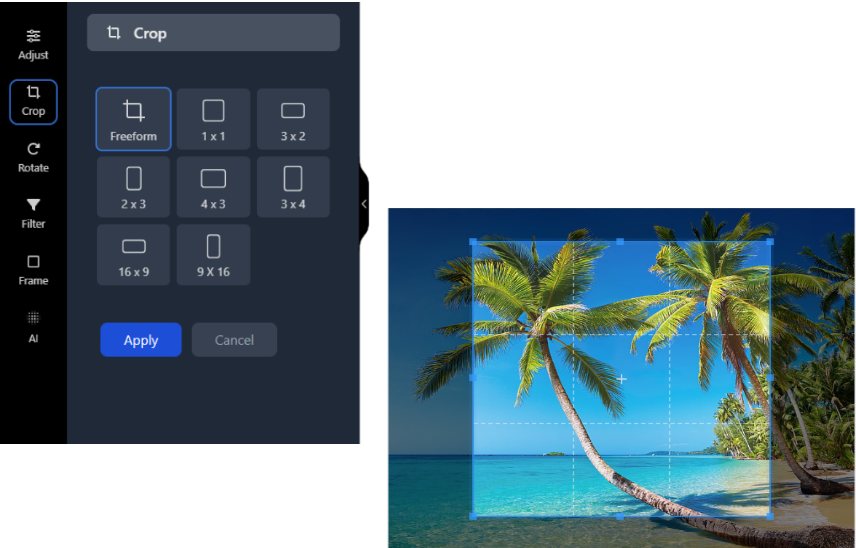 Adjust
Crop
Rotate
Filter
Frame
AI
Crop
Freeform
1 x 1
3 x 2
2 x 3
4 x 3
3 x 4
16 x 9
9 X 16
Apply
Cancel